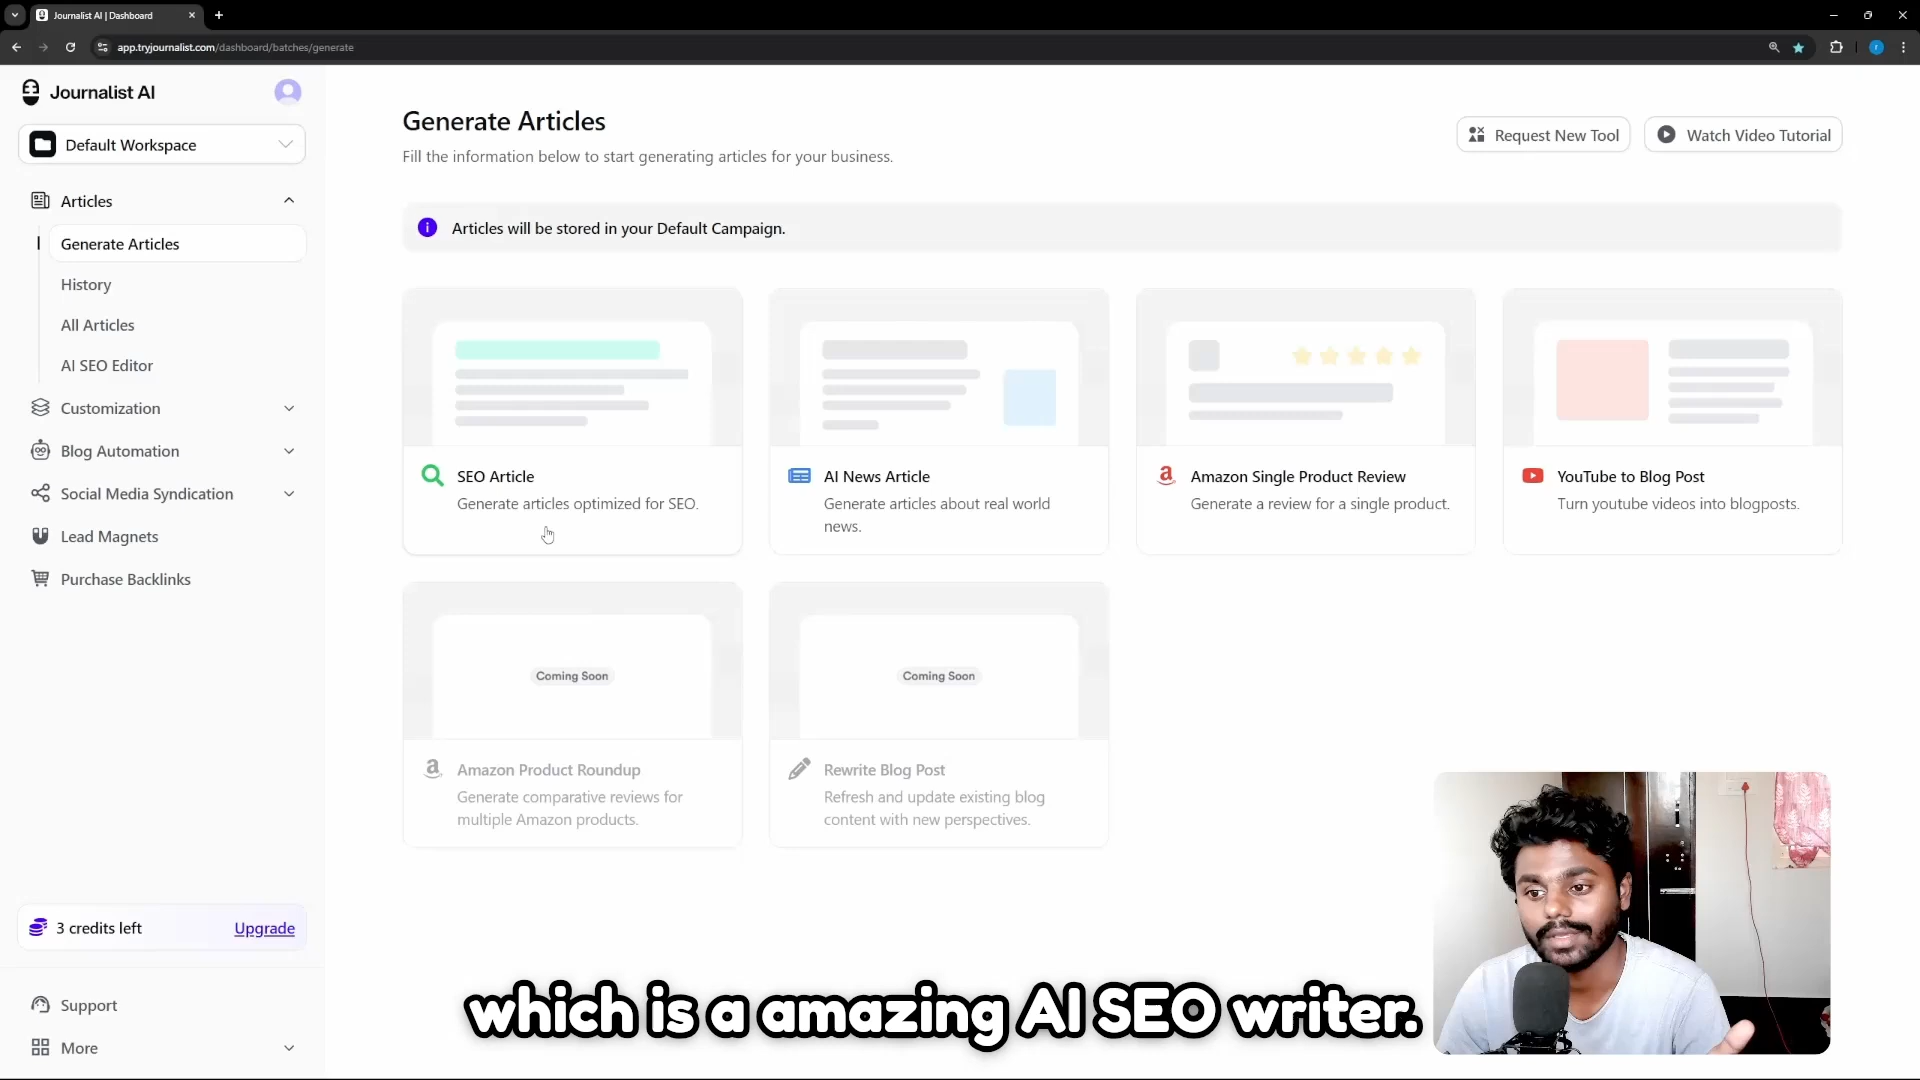 Journalist AI | Dashboard
app.tryjournalist.com/dashboard/batches/generate
Journalist AI
Default Workspace
Articles
Generate Articles
History
All Articles
AI SEO Editor
Customization
Blog Automation
Social Media Syndication
Lead Magnets
Purchase Backlinks
3 credits left
Upgrade
Support
More
Generate Articles
Fill the information below to start generating articles for your business.
Request New Tool
Watch Video Tutorial
Articles will be stored in your Default Campaign.
SEO Article
Generate articles optimized for SEO.
AI News Article
Generate articles about real world
news.
Amazon Single Product Review
Generate a review for a single product.
YouTube to Blog Post
Turn youtube videos into blogposts.
Coming Soon
Amazon Product Roundup
Generate comparative reviews for
multiple Amazon products.
Coming Soon
Rewrite Blog Post
Refresh and update existing blog
content with new perspectives.
which is a amazing AI SEO writer.